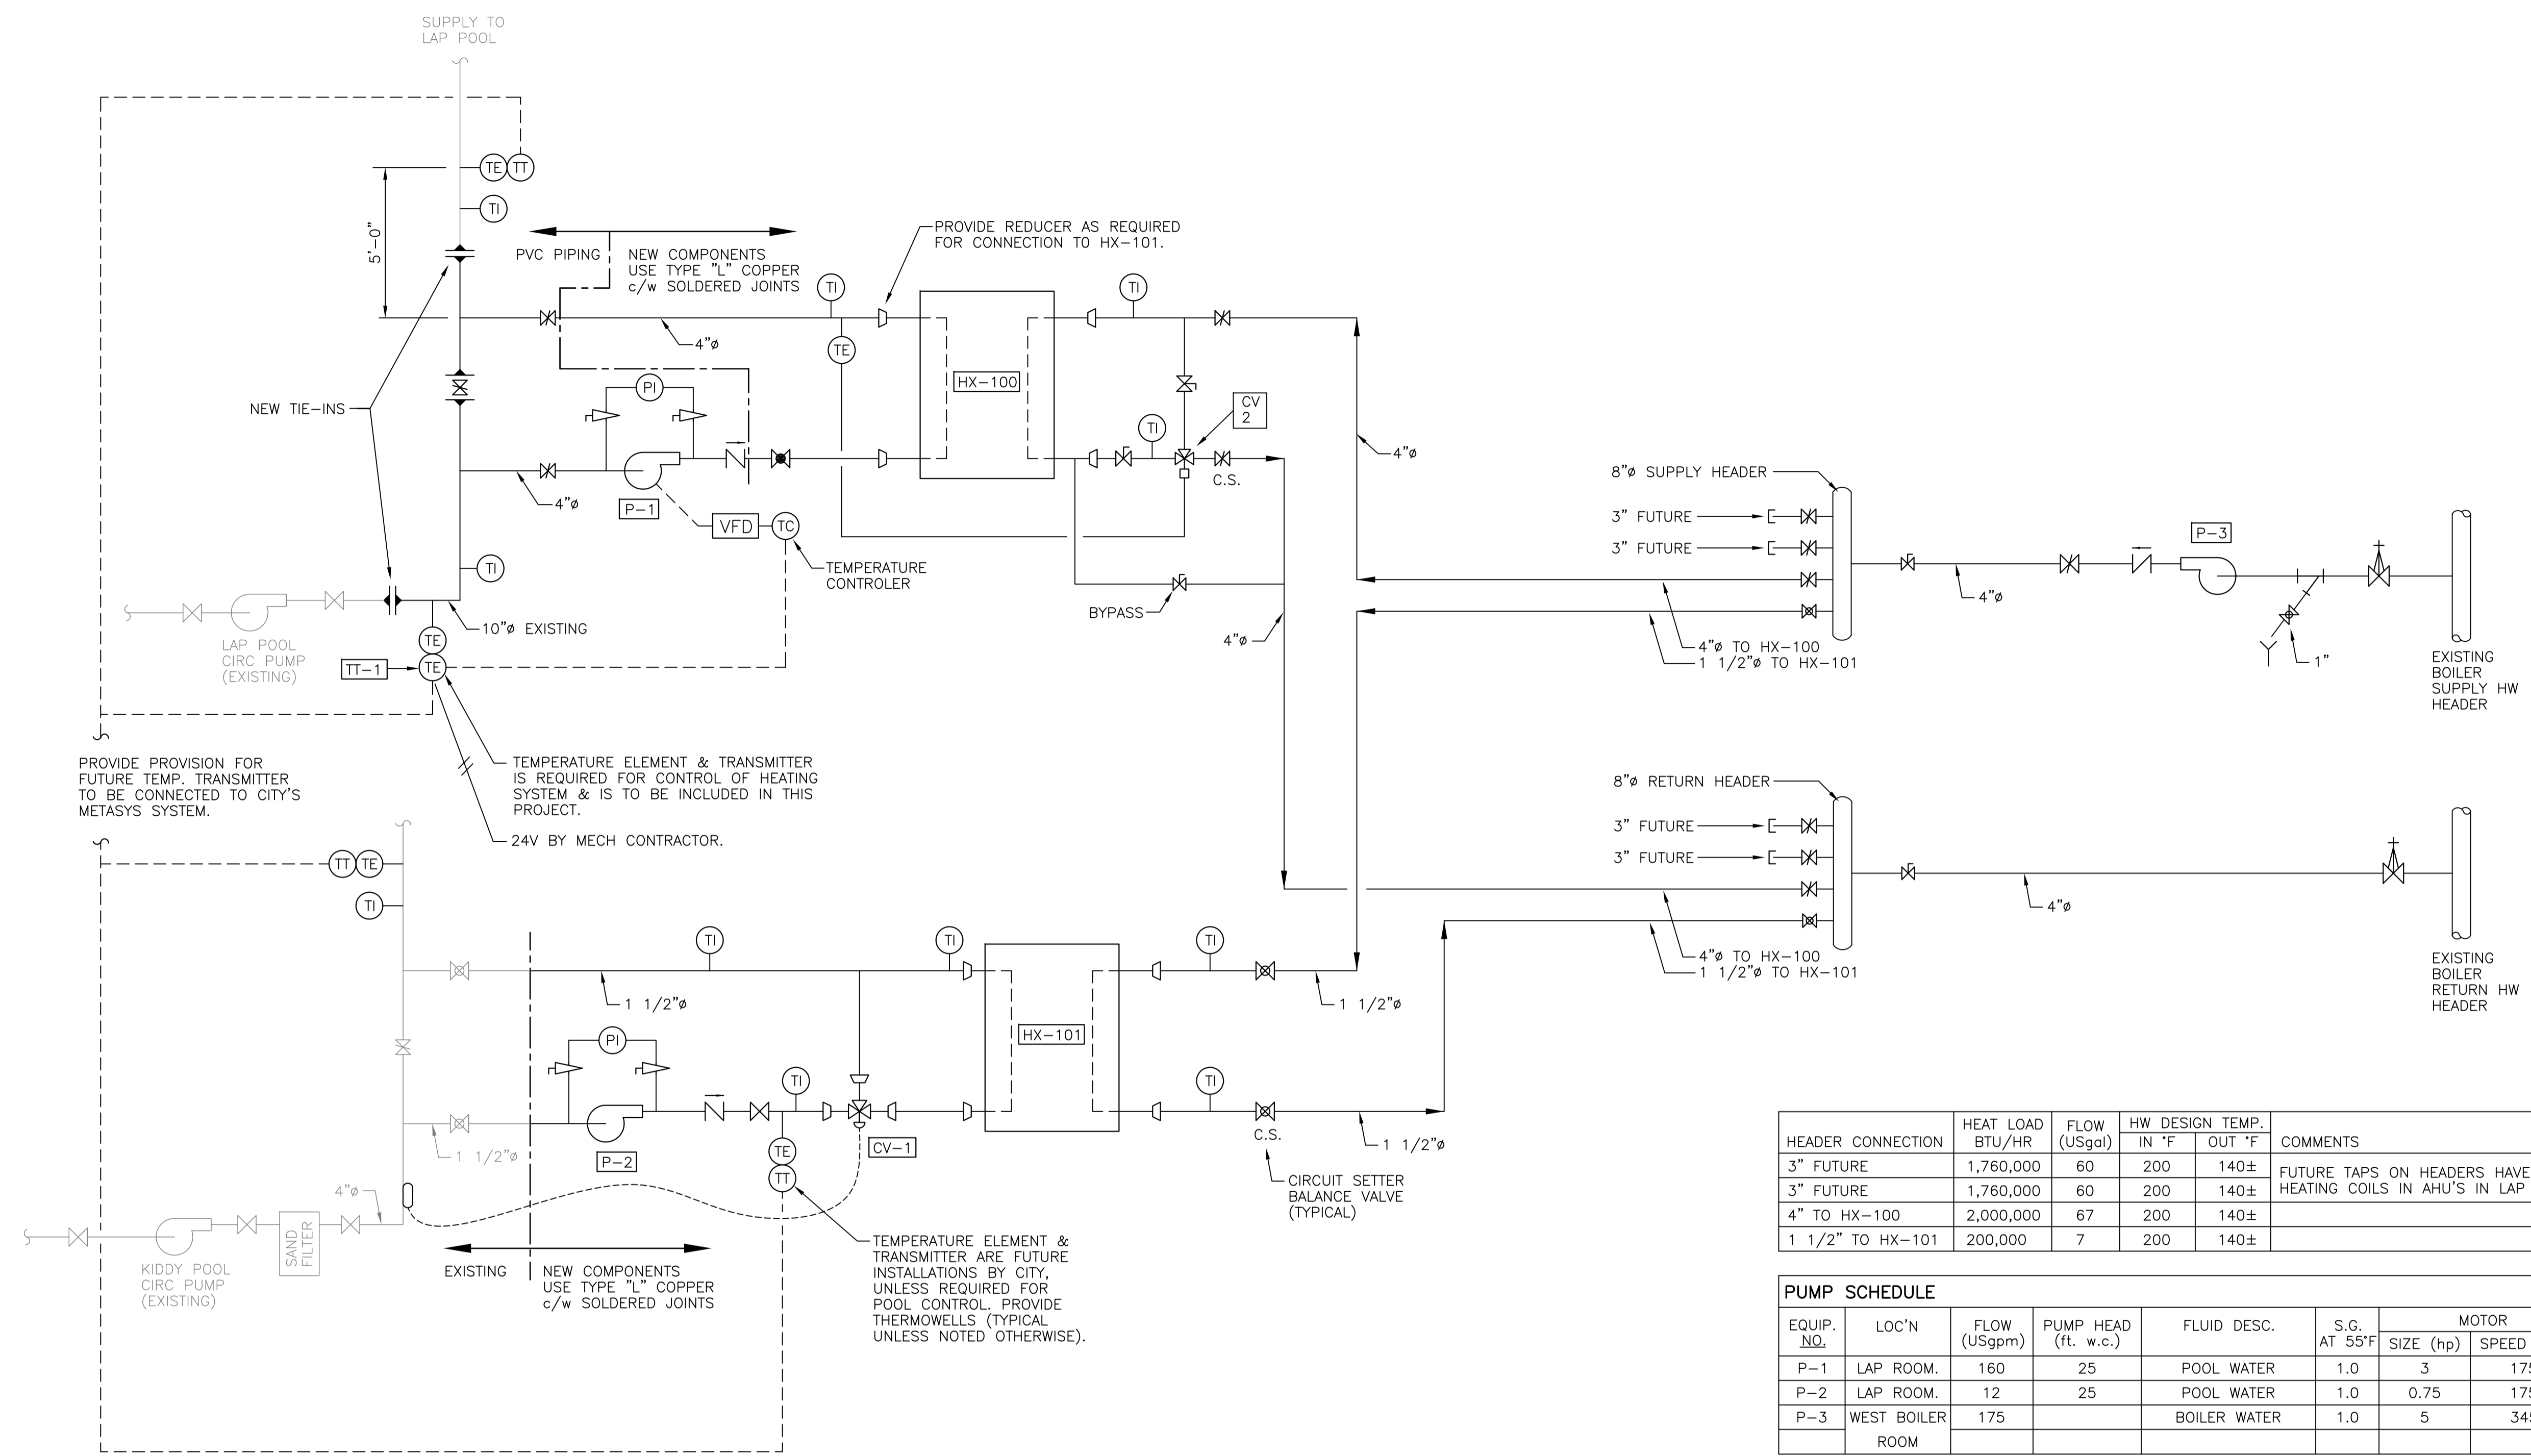 SUPPLY TO
LAP POOL
TE
TT
TI
5'-0"
PVC PIPING
NEW COMPONENTS
USE TYPE "L" COPPER
c/w SOLDERED JOINTS
PROVIDE REDUCER AS REQUIRED
FOR CONNECTION TO HX-101.
TI
TI
4"ø
TE
HX-100
PI
NEW TIE-INS
CV
2
TI
4"ø
C.S.
4"ø
P-1
VFD
TC
TEMPERATURE
CONTROLER
TI
BYPASS
4"ø
10"ø EXISTING
LAP POOL
CIRC PUMP
(EXISTING)
TE
TE
TT-1
8"ø SUPPLY HEADER
3" FUTURE
3" FUTURE
P-3
4"ø
4"ø TO HX-100
1 1/2"ø TO HX-101
1"
EXISTING
BOILER
SUPPLY HW
HEADER
PROVIDE PROVISION FOR
FUTURE TEMP. TRANSMITTER
TO BE CONNECTED TO CITY'S
METASYS SYSTEM.
TEMPERATURE ELEMENT & TRANSMITTER
IS REQUIRED FOR CONTROL OF HEATING
SYSTEM & IS TO BE INCLUDED IN THIS
PROJECT.
24V BY MECH CONTRACTOR.
8"ø RETURN HEADER
3" FUTURE
3" FUTURE
4"ø
4"ø TO HX-100
1 1/2"ø TO HX-101
EXISTING
BOILER
RETURN HW
HEADER
TT
TE
TI
TI
TI
TI
1 1/2"ø
1 1/2"ø
HX-101
PI
TI
TI
C.S.
1 1/2"ø
1 1/2"ø
P-2
TE
TT
CV-1
CIRCUIT SETTER
BALANCE VALVE
(TYPICAL)
4"ø
SAND
FILTER
KIDDY POOL
CIRC PUMP
(EXISTING)
EXISTING
NEW COMPONENTS
USE TYPE "L" COPPER
c/w SOLDERED JOINTS
TEMPERATURE ELEMENT &
TRANSMITTER ARE FUTURE
INSTALLATIONS BY CITY,
UNLESS REQUIRED FOR
POOL CONTROL. PROVIDE
THERMOWELLS (TYPICAL
UNLESS NOTED OTHERWISE).
HEADER CONNECTION HEAT LOAD BTU/HR FLOW (USgal) HW DESIGN TEMP. IN °F OUT °F COMMENTS
3" FUTURE 1,760,000 60 200 140±
3" FUTURE 1,760,000 60 200 140±
FUTURE TAPS ON HEADERS HAVE
HEATING COILS IN AHU'S IN LAP
4" TO HX-100 2,000,000 67 200 140±
1 1/2" TO HX-101 200,000 7 200 140±
PUMP SCHEDULE
EQUIP. NO. LOC'N FLOW (USgpm) PUMP HEAD (ft. w.c.) FLUID DESC. S.G. AT 55°F MOTOR SIZE (hp) SPEED
P-1 LAP ROOM. 160 25 POOL WATER 1.0 3
P-2 LAP ROOM. 12 25 POOL WATER 1.0 0.75
P-3 WEST BOILER 175 BOILER WATER 1.0 5
ROOM